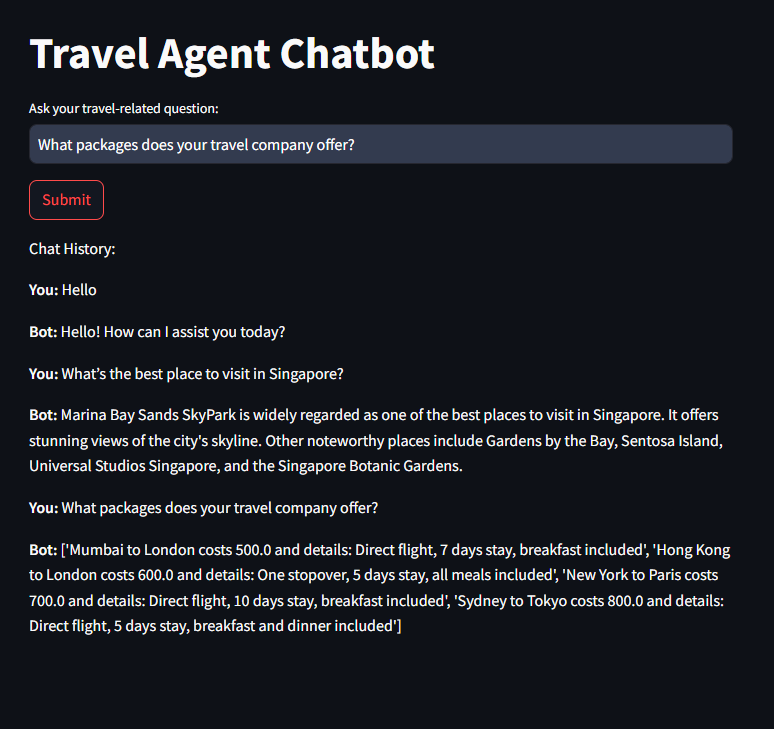 Travel Agent Chatbot
Ask your travel-related question:
What packages does your travel company offer?
Submit
Chat History:
You: Hello
Bot: Hello! How can I assist you today?
You: What’s the best place to visit in Singapore?
Bot: Marina Bay Sands SkyPark is widely regarded as one of the best places to visit in Singapore. It offers
stunning views of the city's skyline. Other noteworthy places include Gardens by the Bay, Sentosa Island,
Universal Studios Singapore, and the Singapore Botanic Gardens.
You: What packages does your travel company offer?
Bot: ['Mumbai to London costs 500.0 and details: Direct flight, 7 days stay, breakfast included', 'Hong Kong
to London costs 600.0 and details: One stopover, 5 days stay, all meals included', 'New York to Paris costs
700.0 and details: Direct flight, 10 days stay, breakfast included', 'Sydney to Tokyo costs 800.0 and details:
Direct flight, 5 days stay, breakfast and dinner included']